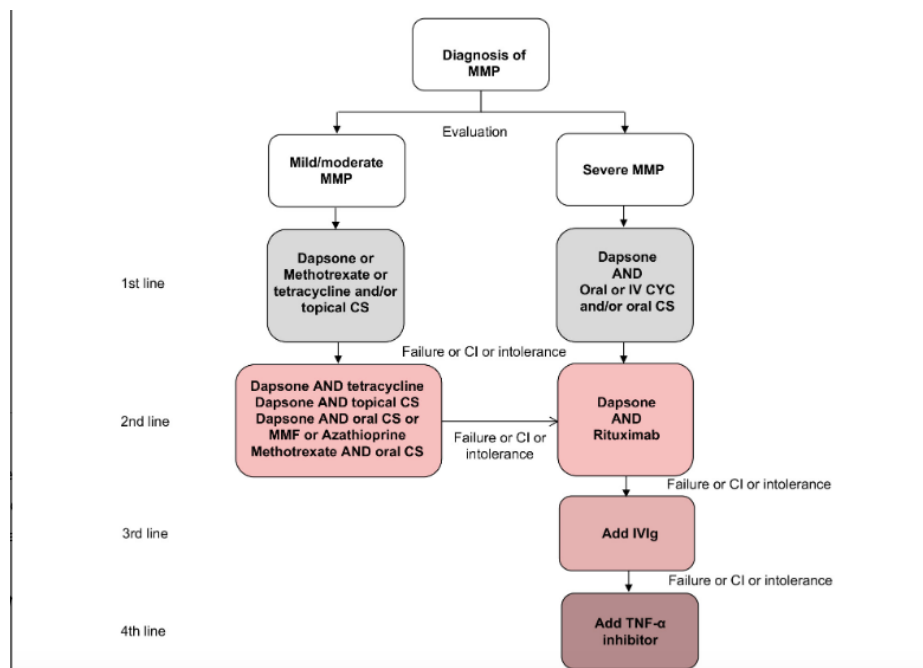 Diagnosis of
MMP
Evaluation
Mild/moderate
MMP
Severe MMP
1st line
Dapsone or
Methotrexate or
tetracycline and/or
topical CS
Dapsone
AND
Oral or IV CYC
and/or oral CS
Failure or CI or intolerance
2nd line
Dapsone AND tetracycline
Dapsone AND topical CS
Dapsone AND oral CS or
MMF or Azathioprine
Methotrexate AND oral CS
Failure or CI or
intolerance
Dapsone
AND
Rituximab
Failure or CI or intolerance
3rd line
Add IVIg
Failure or CI or intolerance
4th line
Add TNF-α
inhibitor